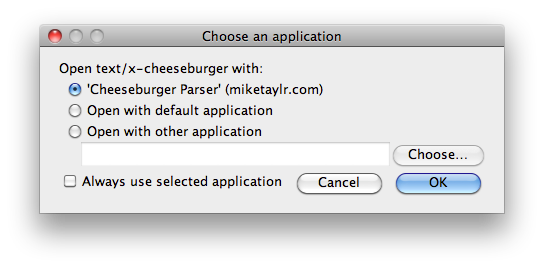 Choose an application
Open text/x-cheeseburger with:
'Cheeseburger Parser' (miketaylr.com)
Open with default application
Open with other application
Choose...
Always use selected application
Cancel
OK